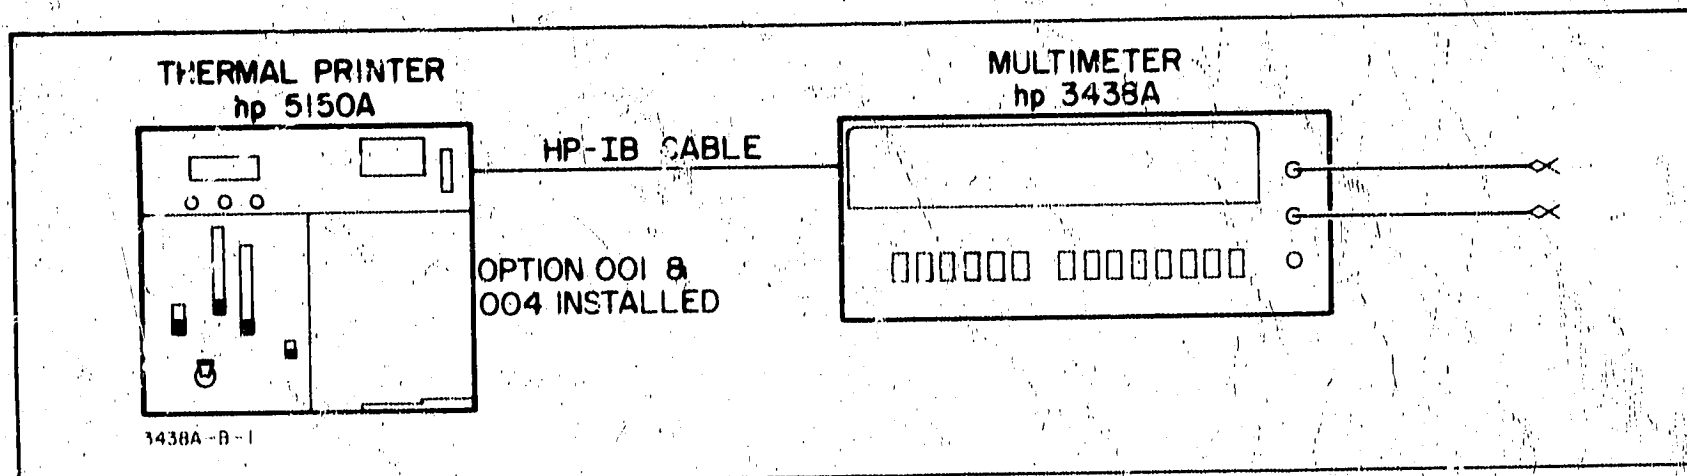 THERMAL PRINTER
hp 5150A
MULTIMETER
hp 3438A
HP-IB CABLE
OPTION 001 &
004 INSTALLED
3438A-B-1